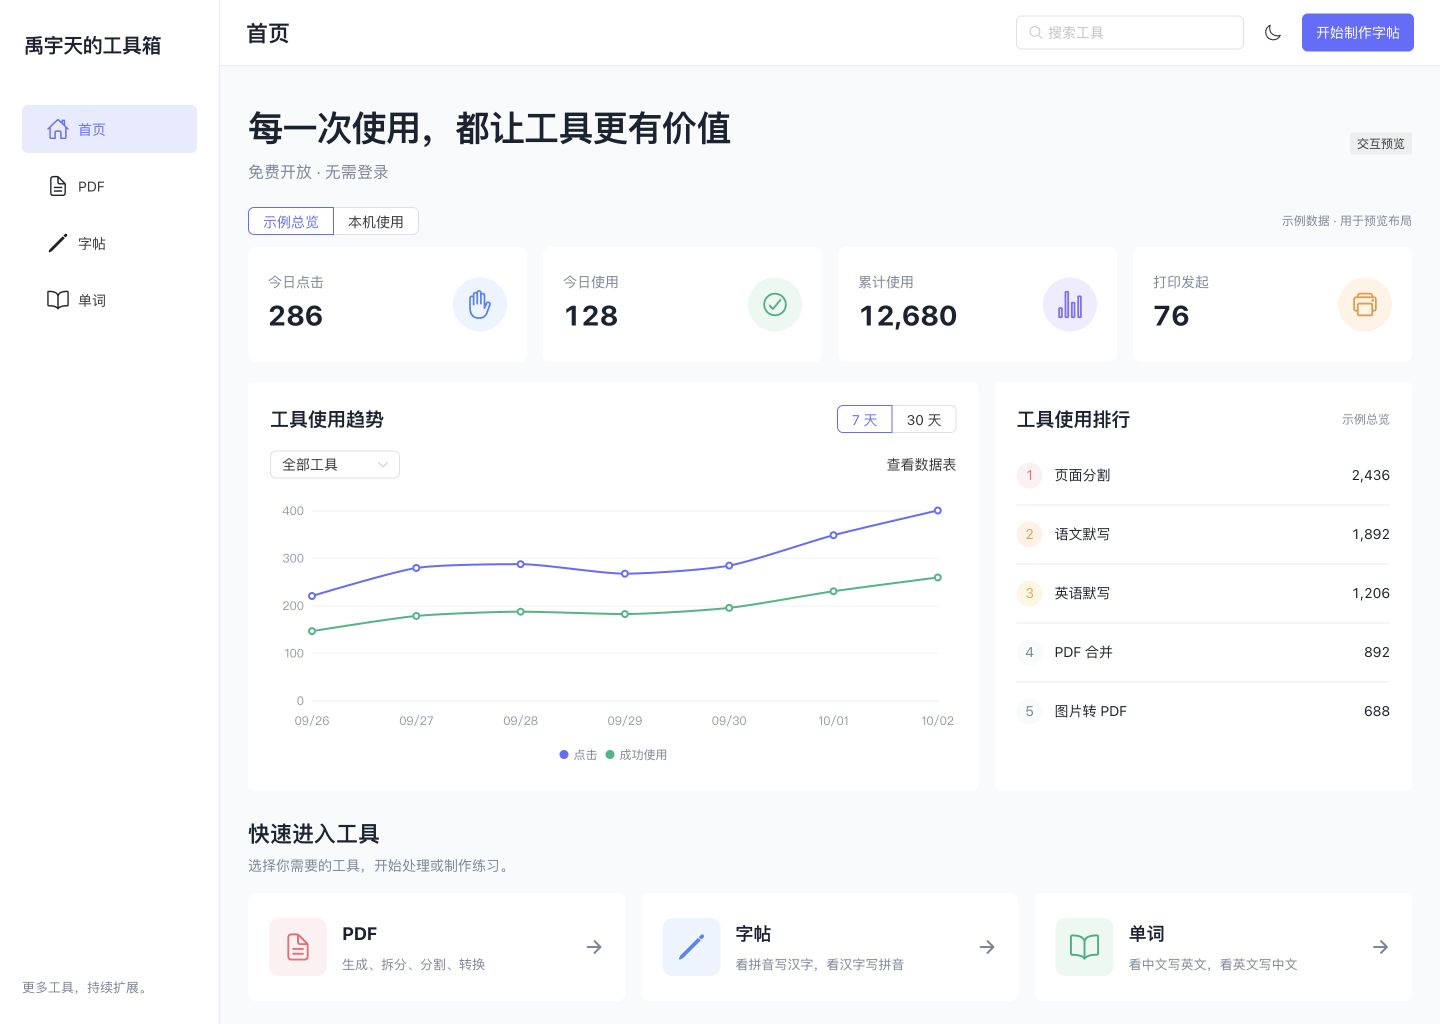 禹宇天的工具箱
首页
PDF
字帖
单词
更多工具，持续扩展。
首页
搜索工具
开始制作字帖
每一次使用，都让工具更有价值
免费开放 · 无需登录
交互预览
示例总览 本机使用
示例数据 · 用于预览布局
今日点击
286
今日使用
128
累计使用
12,680
打印发起
76
工具使用趋势
7 天 30 天
全部工具
查看数据表
400
300
200
100
0
09/26 09/27 09/28 09/29 09/30 10/01 10/02
点击 成功使用
工具使用排行
示例总览
1 页面分割 2,436
2 语文默写 1,892
3 英语默写 1,206
4 PDF 合并 892
5 图片转 PDF 688
快速进入工具
选择你需要的工具，开始处理或制作练习。
PDF
生成、拆分、分割、转换
字帖
看拼音写汉字，看汉字写拼音
单词
看中文写英文，看英文写中文